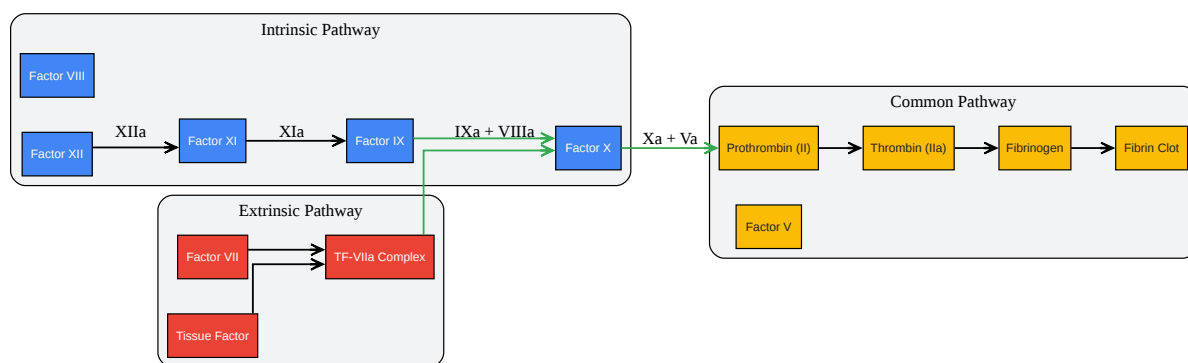 Intrinsic Pathway
Factor VIII
Factor XII
XIIa
Factor XI
XIa
Factor IX
IXa + VIIIa
Factor X
Xa + Va
Common Pathway
Prothrombin (II)
Thrombin (IIa)
Fibrinogen
Fibrin Clot
Factor V
Extrinsic Pathway
Factor VII
TF-VIIa Complex
Tissue Factor